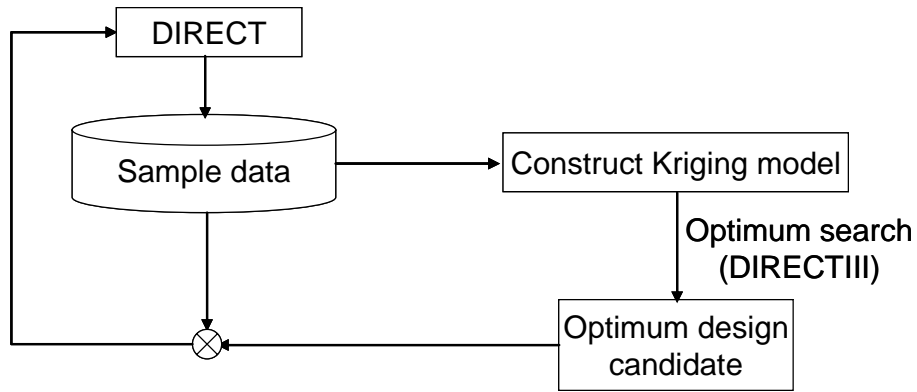 DIRECT
Sample data
Construct Kriging model
Optimum search
(DIRECTIII)
Optimum design
candidate